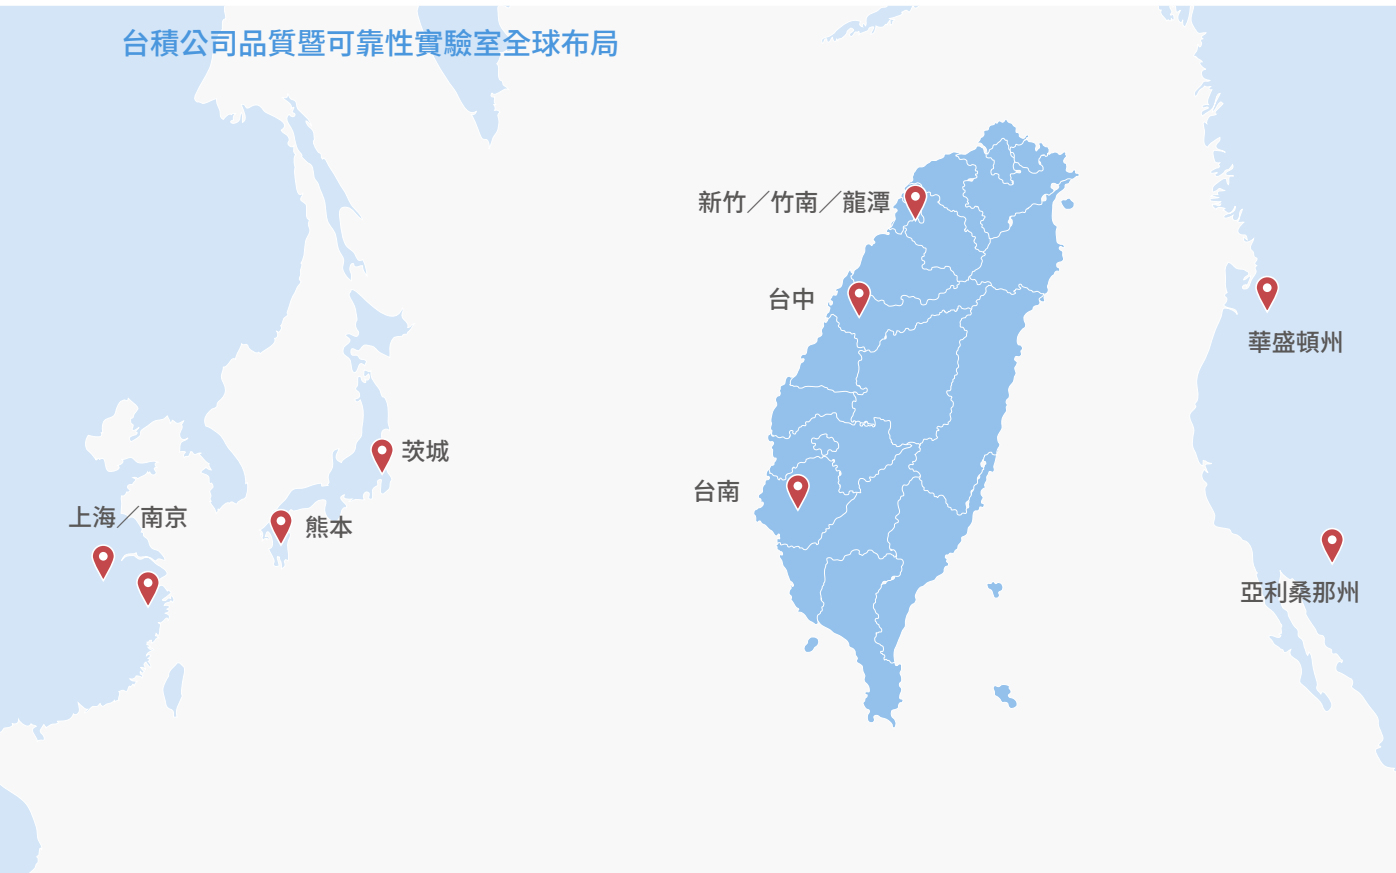 台積公司品質暨可靠性實驗室全球布局
新竹／竹南／龍潭
台中
華盛頓州
茨城
台南
上海／南京
熊本
亞利桑那州